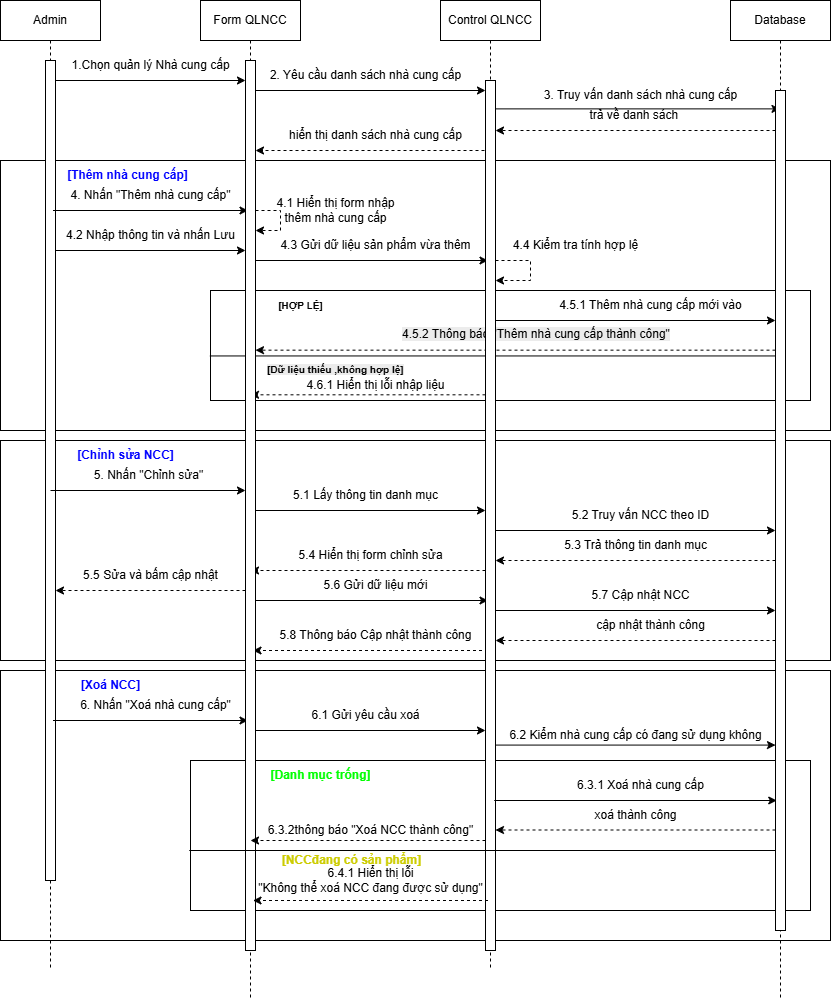 Admin
Form QLNCC
Control QLNCC
Database
1.Chọn quản lý Nhà cung cấp
2. Yêu cầu danh sách nhà cung cấp
3. Truy vấn danh sách nhà cung cấp
trả về danh sách
hiển thị danh sách nhà cung cấp
[Thêm nhà cung cấp]
4. Nhấn "Thêm nhà cung cấp"
4.1 Hiển thị form nhập
thêm nhà cung cấp
4.2 Nhập thông tin và nhấn Lưu
4.3 Gửi dữ liệu sản phẩm vừa thêm
4.4 Kiểm tra tính hợp lệ
[HỢP LỆ]
4.5.1 Thêm nhà cung cấp mới vào
4.5.2 Thông báo "Thêm nhà cung cấp thành công"
[Dữ liệu thiếu ,không hợp lệ]
4.6.1 Hiển thị lỗi nhập liệu
[Chỉnh sửa NCC]
5. Nhấn "Chỉnh sửa"
5.1 Lấy thông tin danh mục
5.2 Truy vấn NCC theo ID
5.3 Trả thông tin danh mục
5.4 Hiển thị form chỉnh sửa
5.5 Sửa và bấm cập nhật
5.6 Gửi dữ liệu mới
5.7 Cập nhật NCC
cập nhật thành công
5.8 Thông báo Cập nhật thành công
[Xoá NCC]
6. Nhấn "Xoá nhà cung cấp"
6.1 Gửi yêu cầu xoá
6.2 Kiểm nhà cung cấp có đang sử dụng không
[Danh mục trống]
6.3.1 Xoá nhà cung cấp
xoá thành công
6.3.2thông báo "Xoá NCC thành công"
[NCCđang có sản phẩm]
6.4.1 Hiển thị lỗi
"Không thể xoá NCC đang được sử dụng"